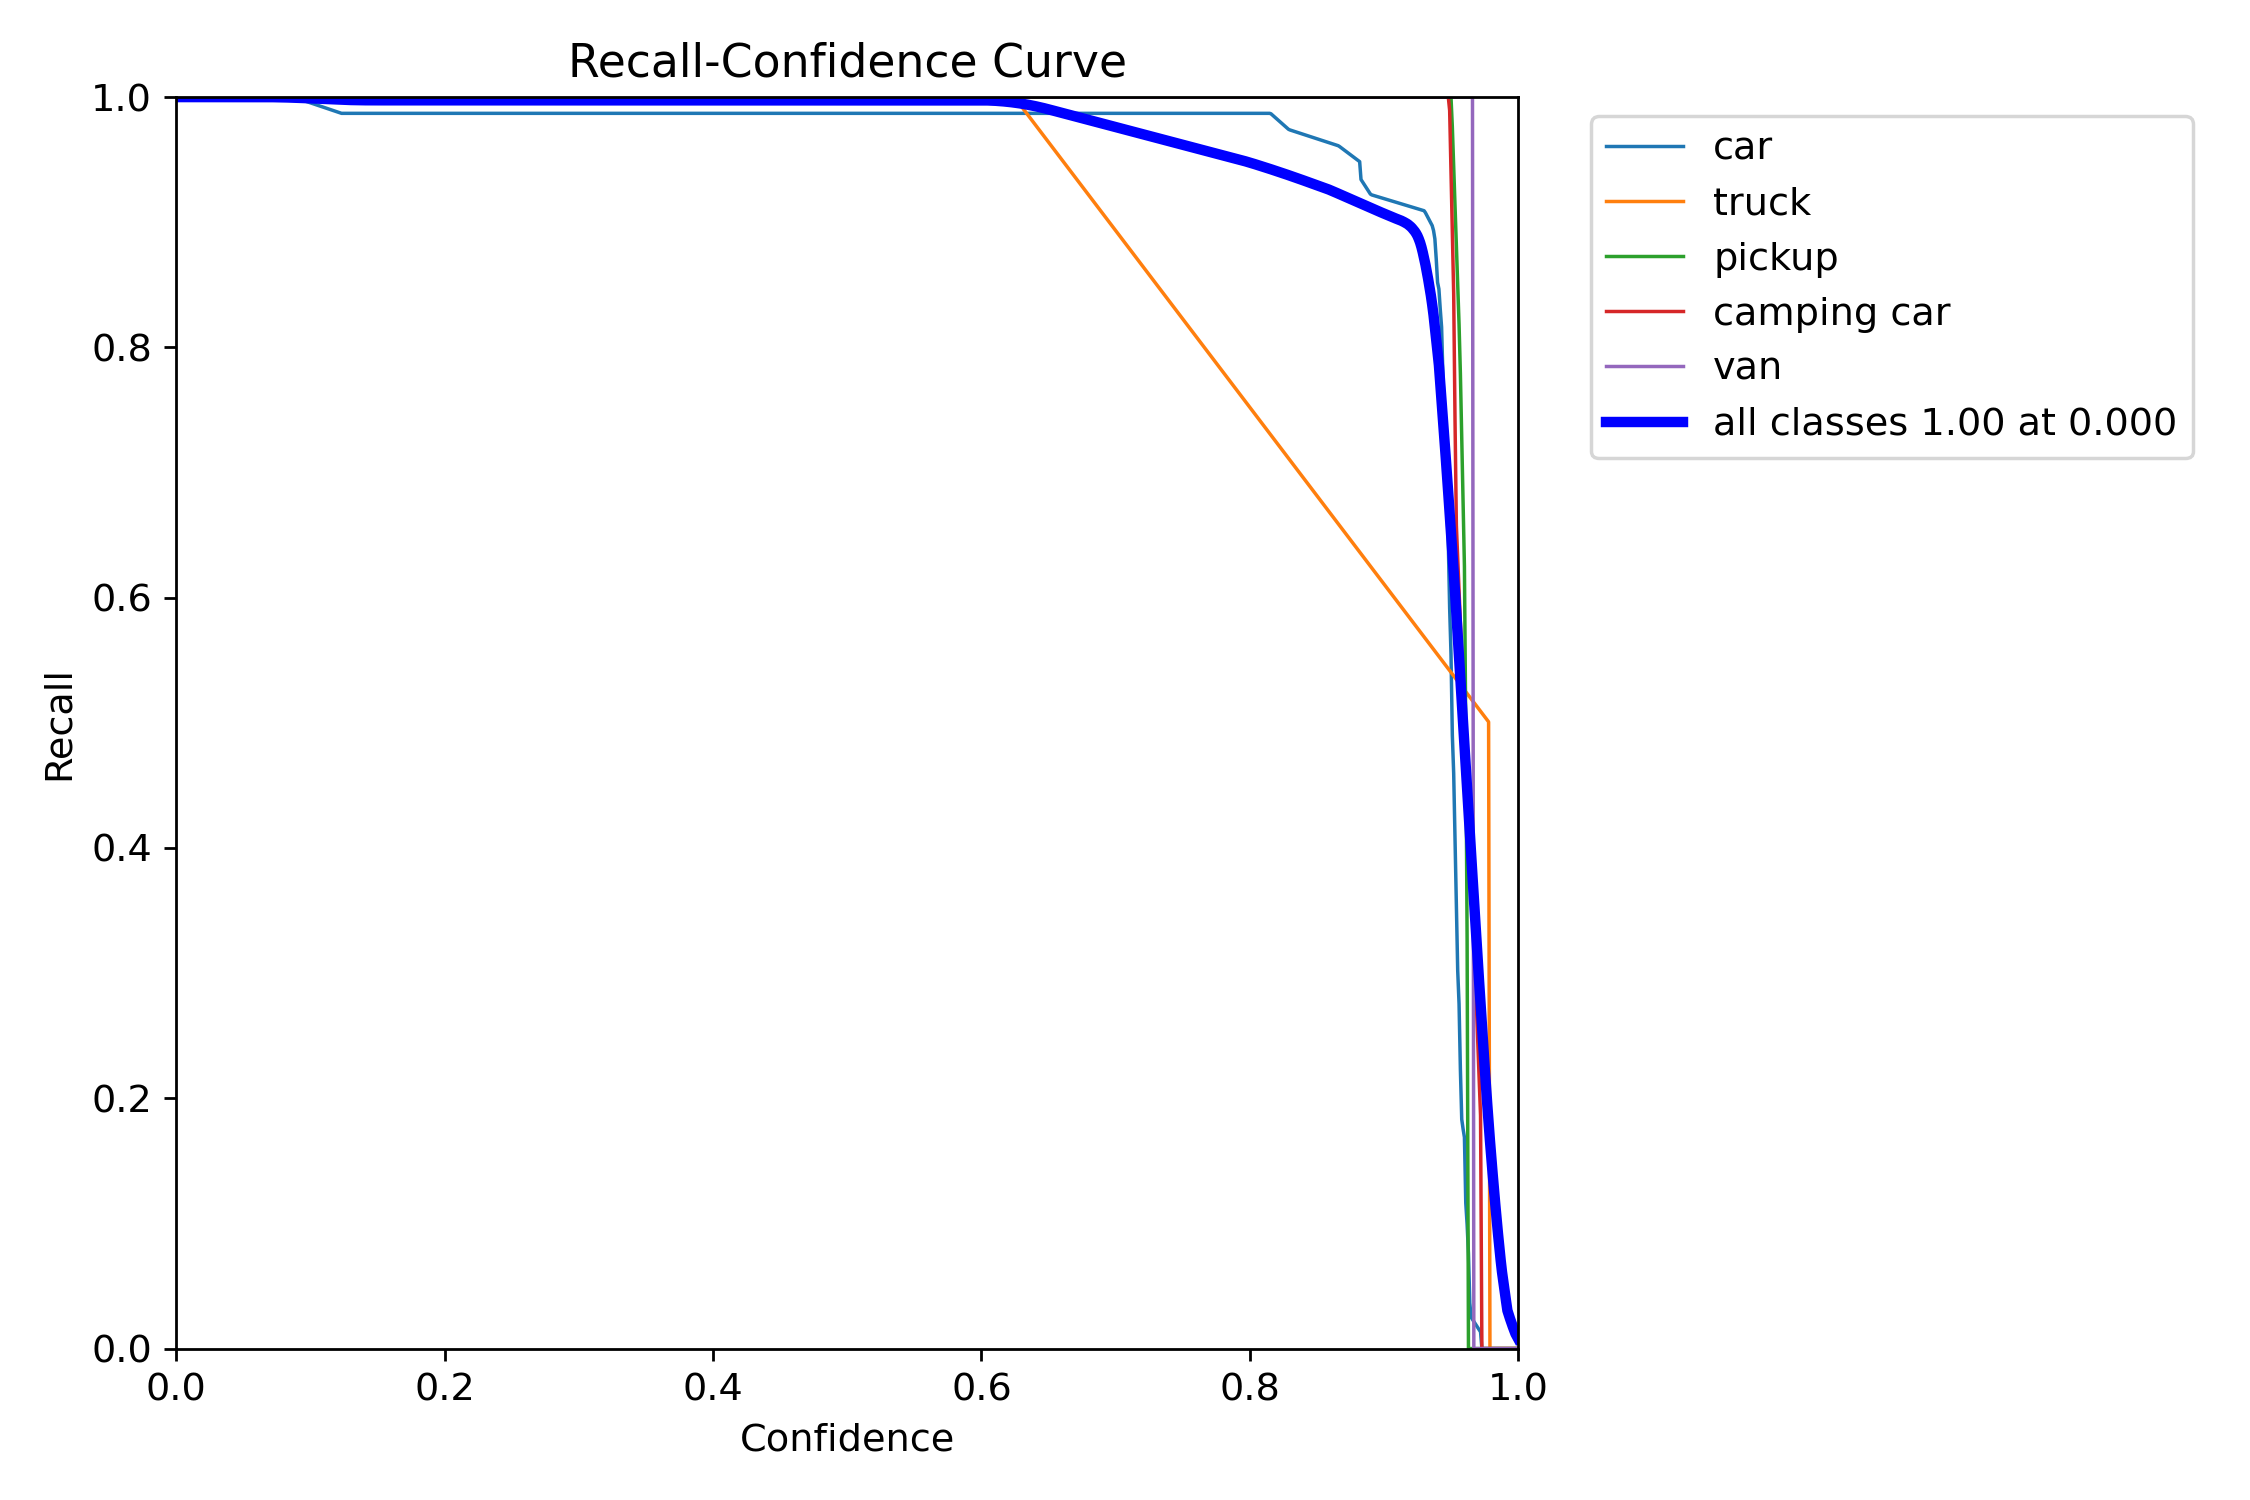 Recall-Confidence Curve
1.0
0.8
0.6
0.4
0.2
0.0
Recall
0.0 0.2 0.4 0.6 0.8 1.0
Confidence
car
truck
pickup
camping car
van
all classes 1.00 at 0.000